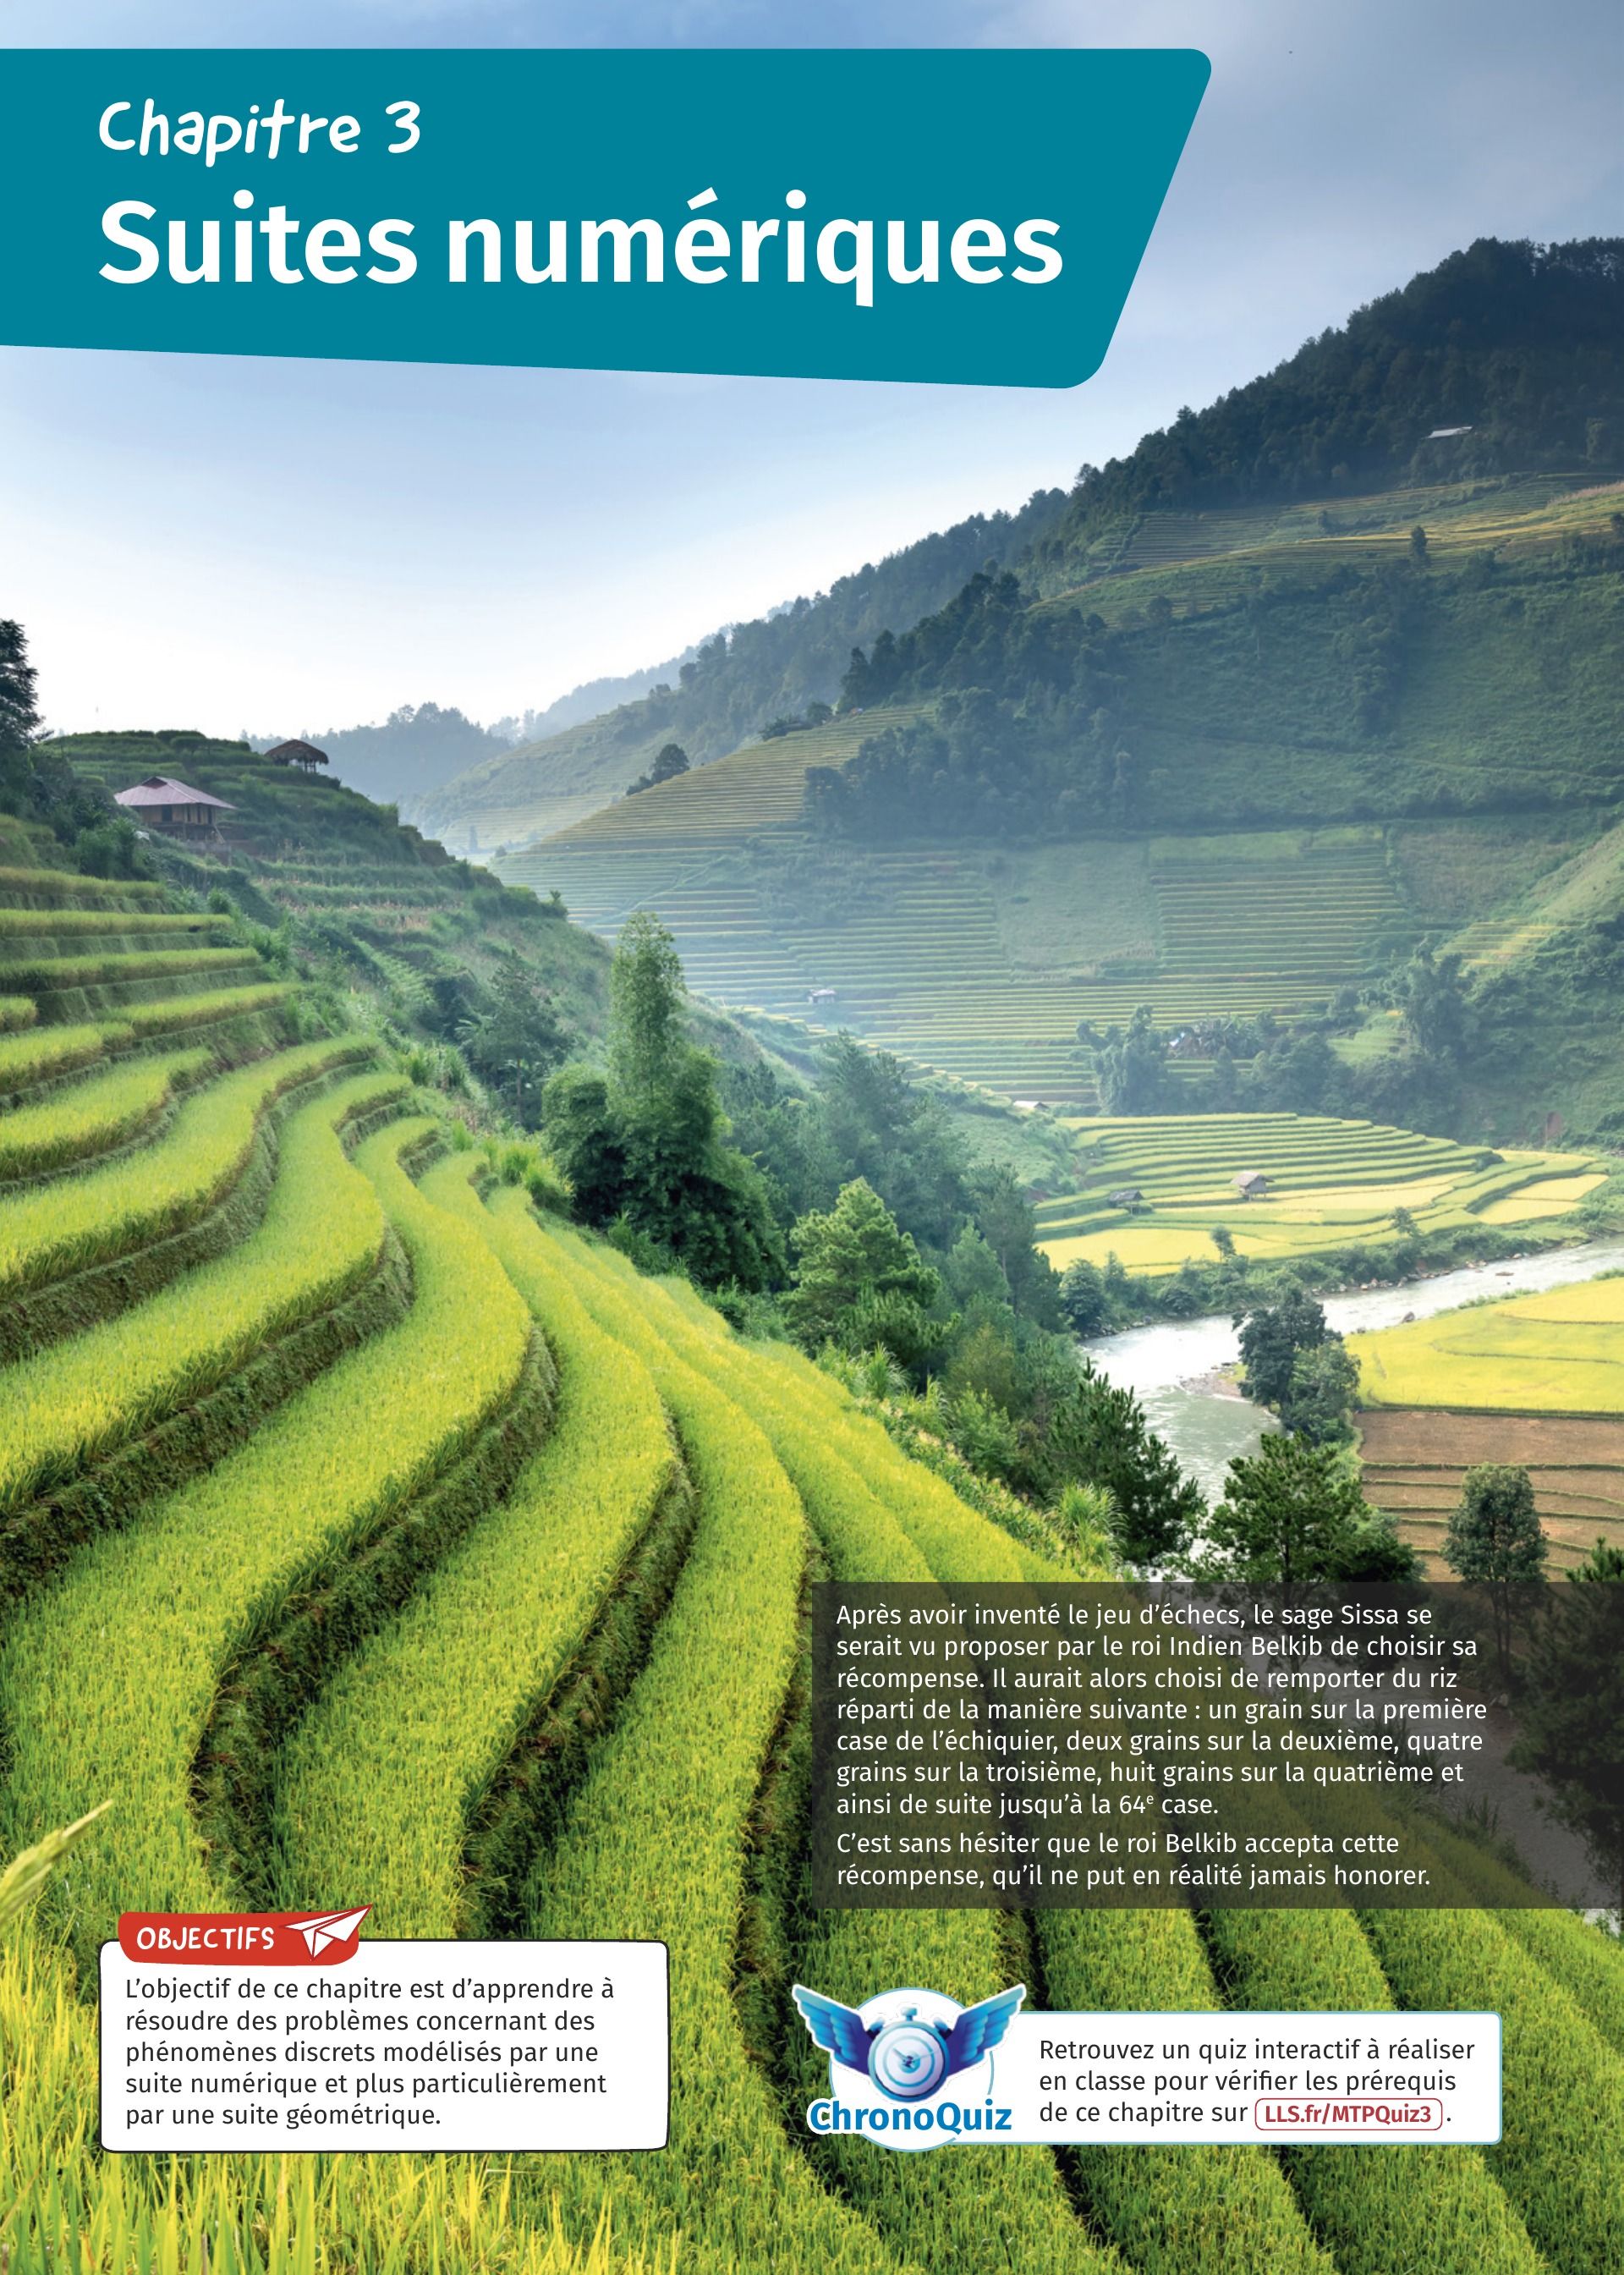 Chapitre 3
Suites numériques
Après avoir inventé le jeu d'échecs, le sage Sissa se
serait vu proposer par le roi Indien Belkib de choisir sa
récompense. Il aurait alors choisi de remporter du riz
réparti de la manière suivante : un grain sur la première
case de l'échiquier, deux grains sur la deuxième, quatre
grains sur la troisième, huit grains sur la quatrième et
ainsi de suite jusqu'à la 64e case.
C'est sans hésiter que le roi Belkib accepta cette
récompense, qu'il ne put en réalité jamais honorer.
OBJECTIFS
L'objectif de ce chapitre est d'apprendre à
résoudre des problèmes concernant des
phénomènes discrets modélisés par une
suite numérique et plus particulièrement
par une suite géométrique.
ChronoQuiz
Retrouvez un quiz interactif à réaliser
en classe pour vérifier les prérequis
de ce chapitre sur LLS.fr/MTPQuiz3 .